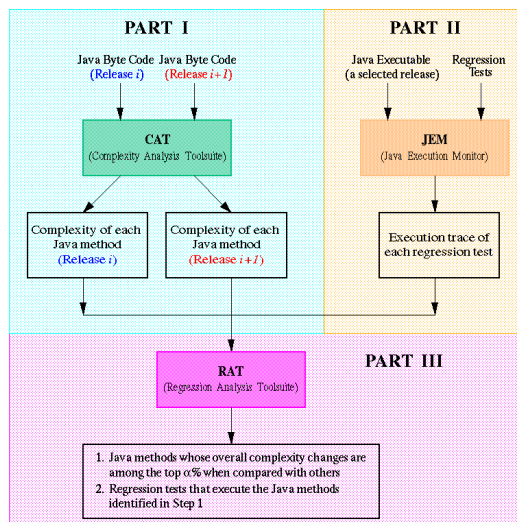 PART I
Java Byte Code
(Release i)
Java Byte Code
(Release i+1)
CAT
(Complexity Analysis Toolsuite)
Complexity of each
Java method
(Release i)
Complexity of each
Java method
(Release i+1)
PART II
Java Executable
(a selected release)
Regression
Tests
JEM
(Java Execution Monitor)
Execution trace of
each regression test
PART III
RAT
(Regression Analysis Toolsuite)
1. Java methods whose overall complexity changes are
among the top α% when compared with others
2. Regression tests that execute the Java methods
identified in Step 1